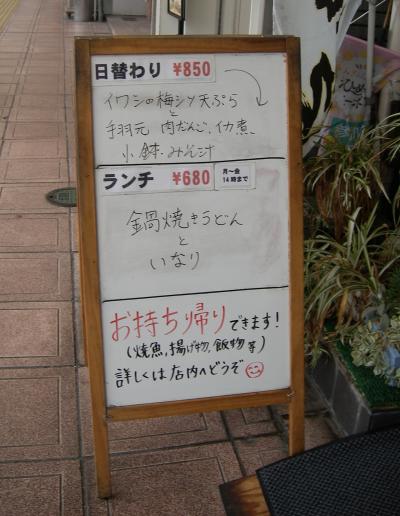 日替わり ¥850
イワシの梅シソ天ぷら
と
手羽元 肉だんご、イカ煮
小鉢・みそ汁
ランチ ¥680
月〜金
14時まで
鍋焼きうどん
と
いなり
お持ち帰りできます!
(焼魚,揚げ物,飯物 等)
詳しくは店内へどうぞ